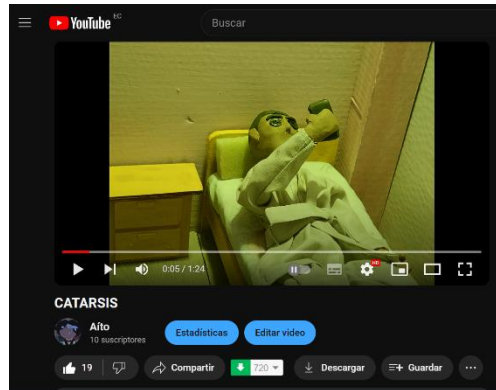 YouTube EC
Buscar
0:05 / 1:24
HD
CATARSIS
Aíto
10 suscriptores
Estadísticas
Editar video
19
Compartir
720
Descargar
Guardar